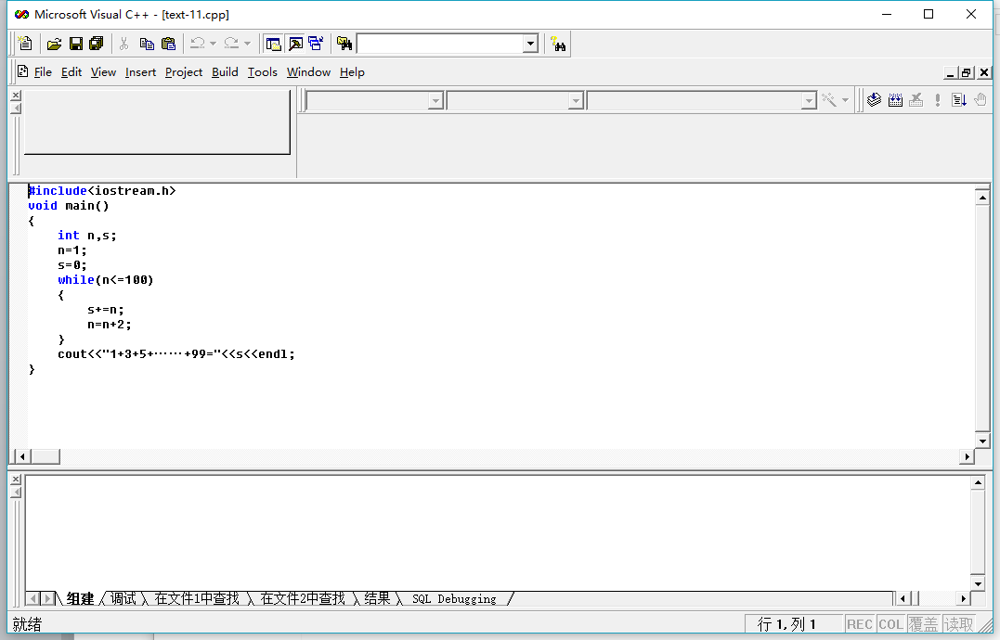 Microsoft Visual C++ - [text-11.cpp]
File Edit View Insert Project Build Tools Window Help
#include<iostream.h>
void main()
{
    int n,s;
    n=1;
    s=0;
    while(n<=100)
    {
        s+=n;
        n=n+2;
    }
    cout<<"1+3+5+……+99="<<s<<endl;
}
组建 调试 在文件1中查找 在文件2中查找 结果 SQL Debugging
就绪 行 1, 列 1 REC COL 覆盖 读取